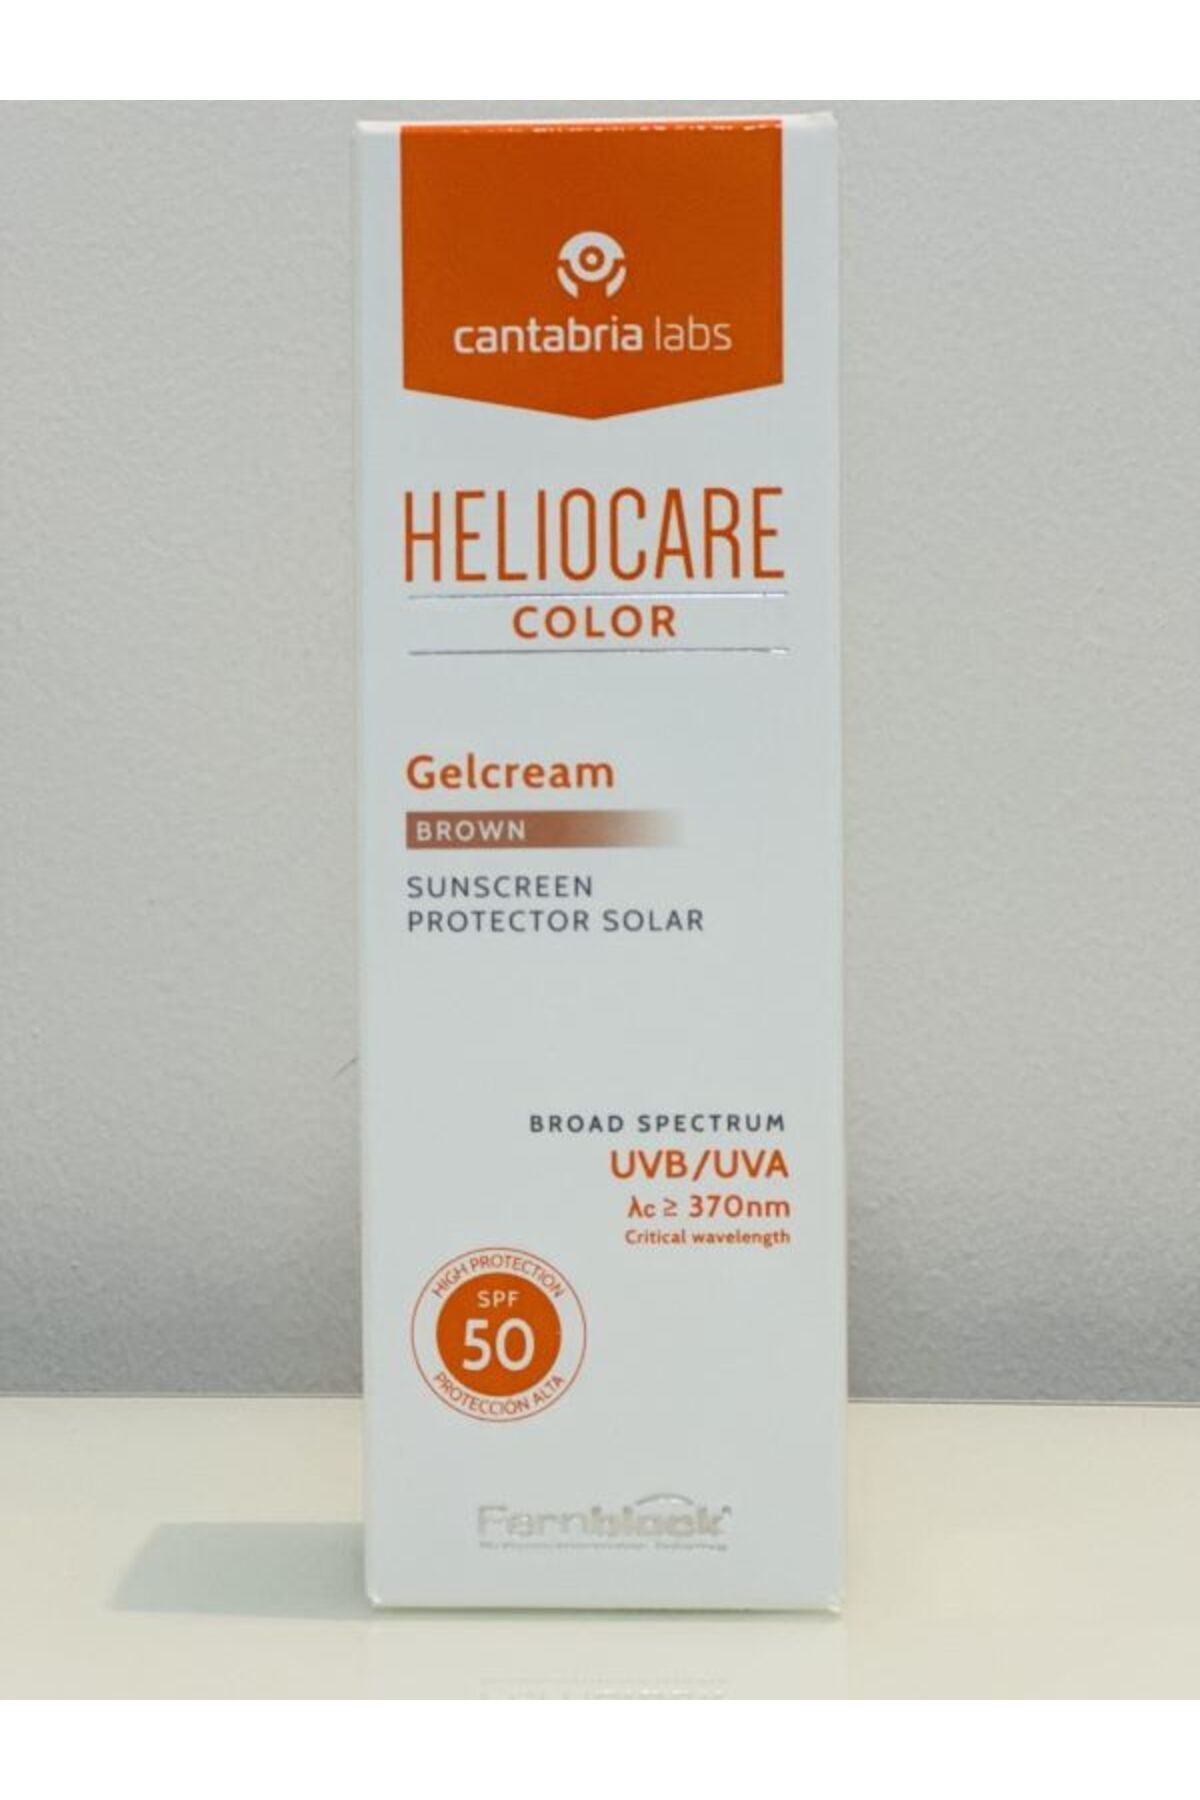 cantabria labs
HELIOCARE
COLOR
Gelcream
BROWN
SUNSCREEN
PROTECTOR SOLAR
BROAD SPECTRUM
UVB/UVA
λc ≥ 370nm
Critical wavelength
HIGH PROTECTION
SPF
50
PROTECCIÓN ALTA
Fernblock